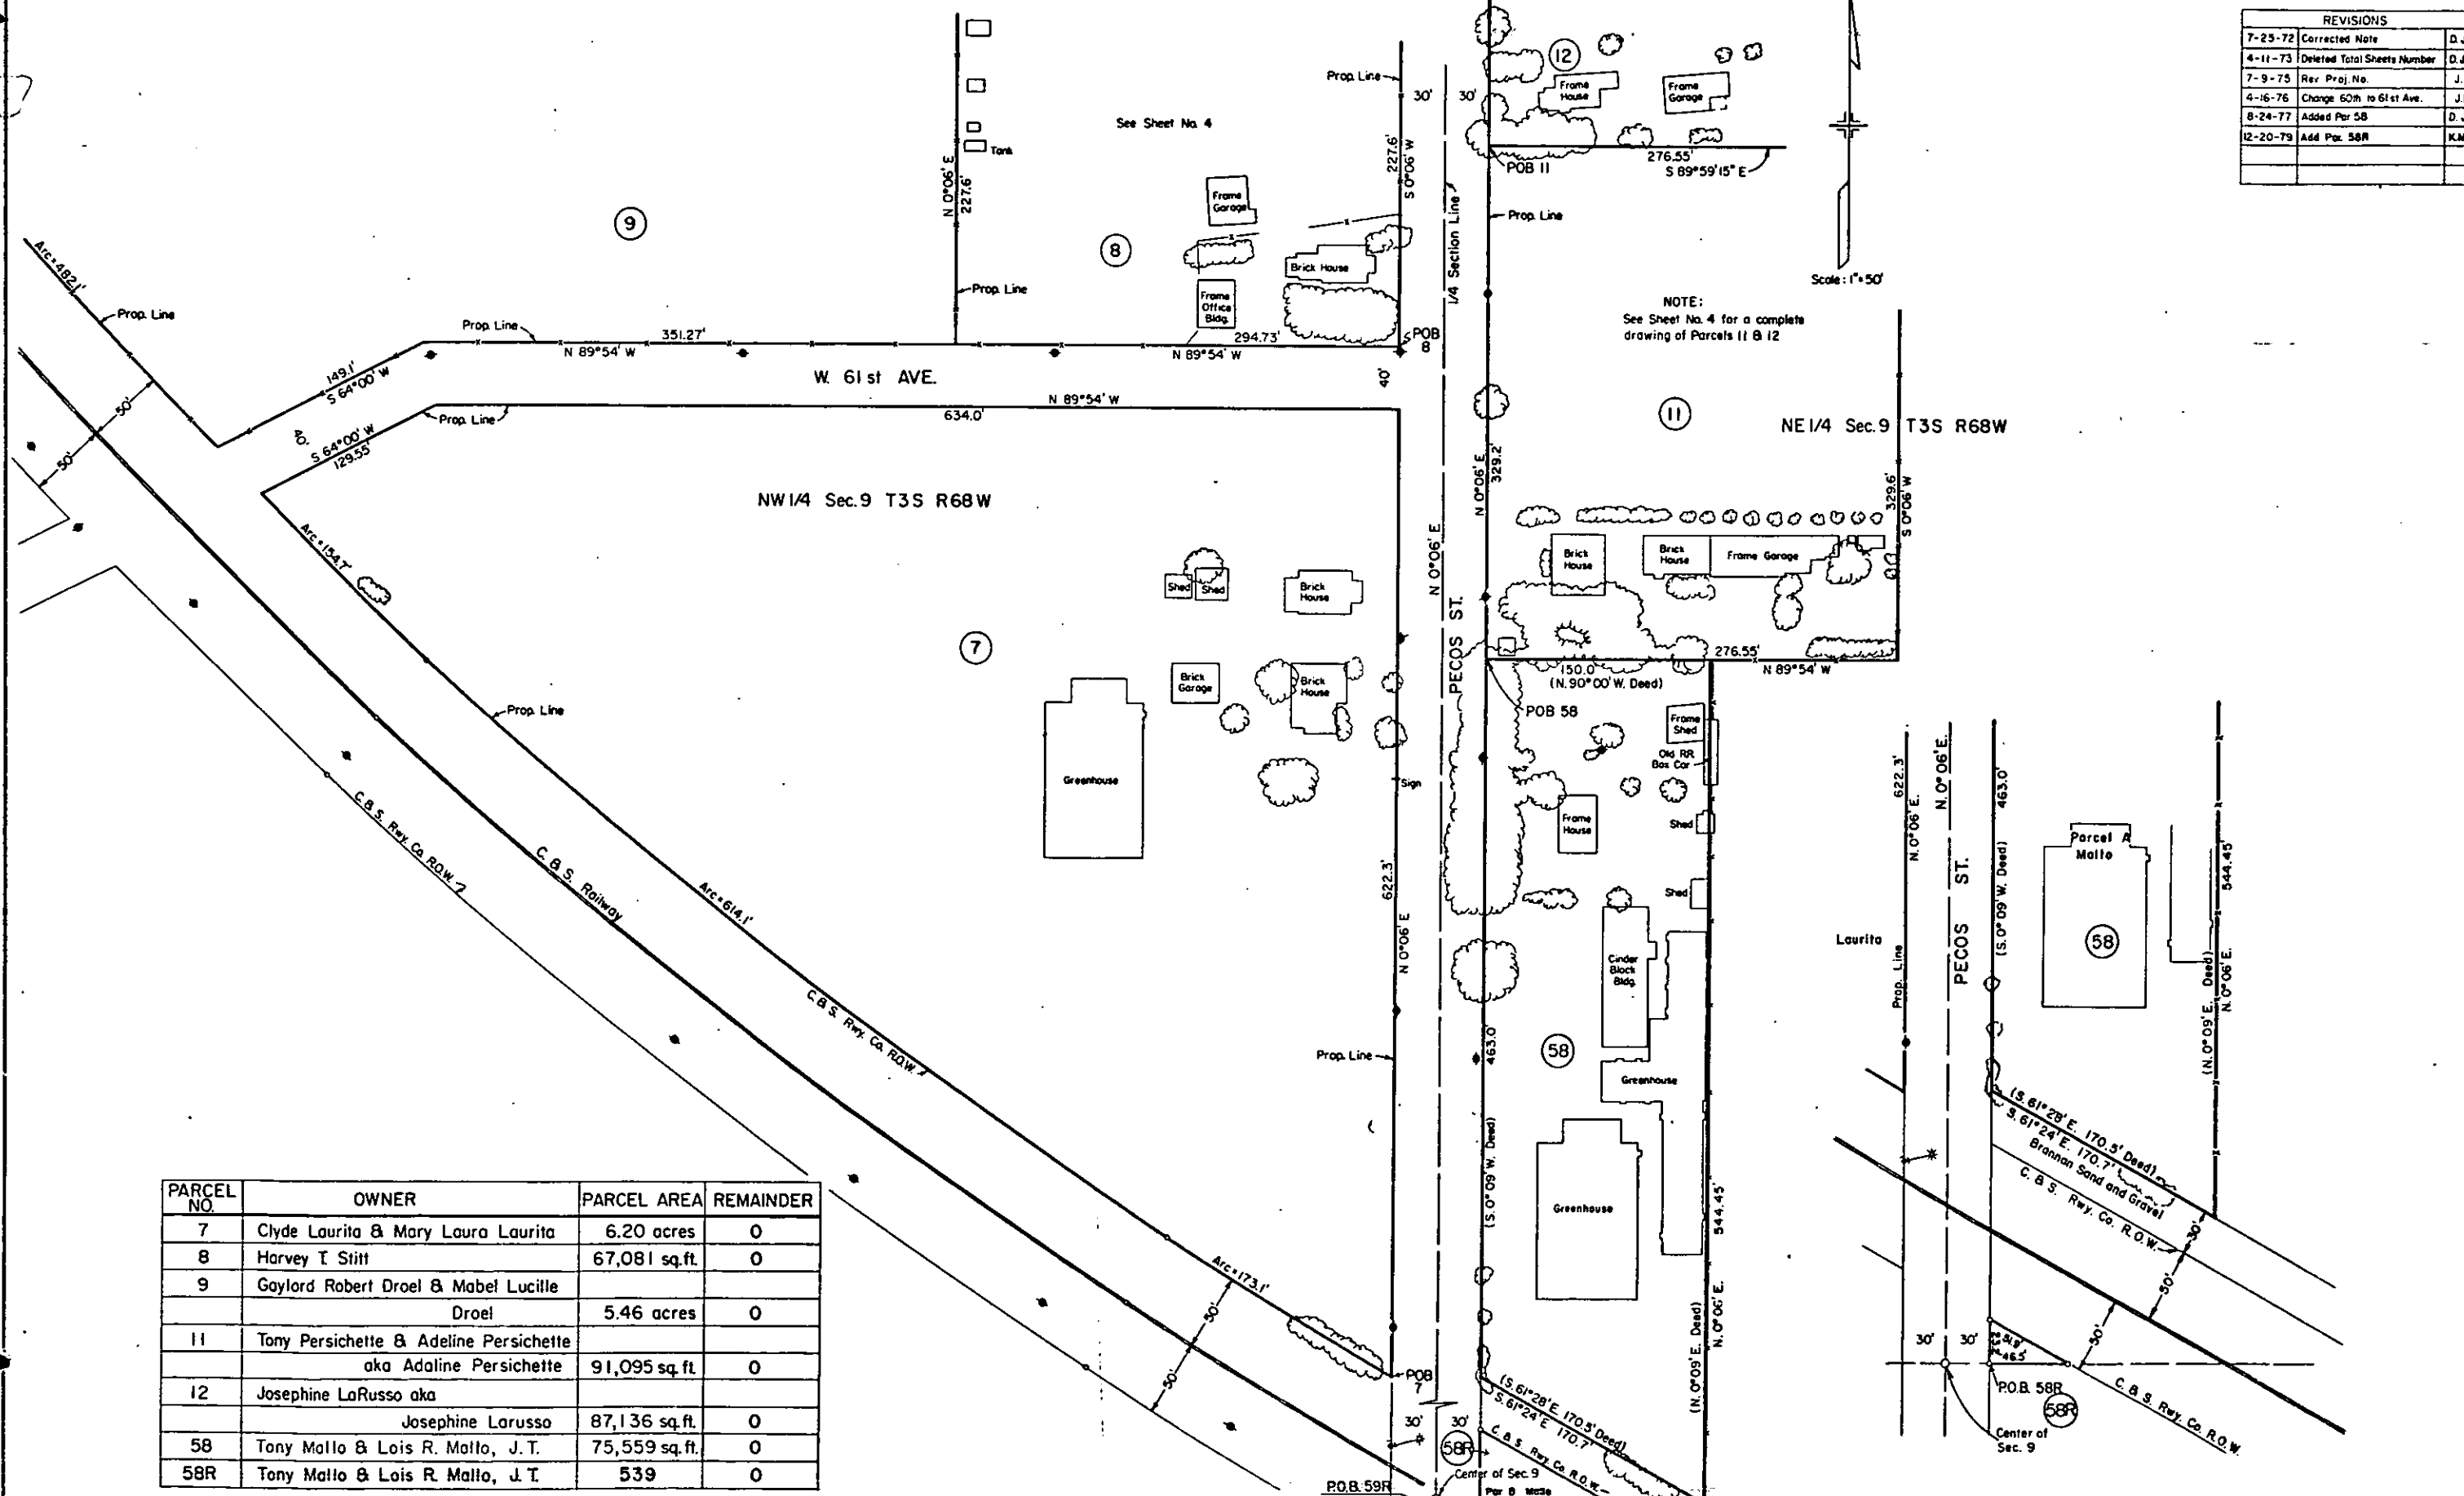 REVISIONS
7-25-72 Corrected Note D.J
4-11-73 Deleted Total Sheets Number D.J
7-9-75 Rev. Proj. No. J.
4-16-76 Change 60th to 61st Ave. J.
8-24-77 Added Par 58 D.J
12-20-79 Add Par. 58R K.M
12
Frame House
Frame Garage
Prop. Line
30'
30'
See Sheet No. 4
Tank
N 0°06' E
227.6'
227.6'
S 0°06' W
1/4 Section Line
POB 11
276.55'
S 89°59'15" E
Prop. Line
Scale: 1"=50'
9
8
Frame Garage
Brick House
Frame Office Bldg.
Prop. Line
NOTE:
See Sheet No. 4 for a complete
drawing of Parcels 11 & 12
Arc=482.1'
Prop. Line
Prop. Line
351.27'
N 89°54' W
294.73'
N 89°54' W
POB 8
149.1'
S 64°00' W
W. 61st AVE.
40'
50'
50'
40'
S 64°00' W
129.55'
Prop. Line
634.0'
N 89°54' W
11
NE 1/4 Sec. 9 T3S R68W
NW 1/4 Sec. 9 T3S R68W
N 0°06' E
329.2'
329.6'
S 0°06' W
Arc=154.7'
Brick House
Brick House
Frame Garage
Shed
Shed
Brick House
N 0°06' E
PECOS ST.
7
276.55'
N 89°54' W
150.0'
(N. 90°00' W. Deed)
POB 58
Brick Garage
Brick House
Prop. Line
Greenhouse
Sign
Frame Shed
Old RR Box Car
Frame House
Shed
Shed
C. & S. Rwy. Co. R.O.W.
C. & S. Railway
Arc=614.1'
C. & S. Rwy. Co. R.O.W.
622.3'
N 0°06' E
Prop. Line
Cinder Block Bldg.
58
463.0'
(S. 0°09' W. Deed)
Greenhouse
Greenhouse
544.45'
N. 0°06' E.
(N. 0°09' E. Deed)
622.3'
N. 0°06' E.
N. 0°06' E.
463.0'
(S. 0°09' W. Deed)
Parcel A
Mallo
58
544.45'
N. 0°06' E.
(N. 0°09' E. Deed)
Laurita
Prop. Line
PECOS ST.
(S. 61°28' E. 170.5' Deed)
S. 61°24' E. 170.7'
Brannan Sand and Gravel
C. & S. Rwy. Co. R.O.W.
30'
50'
50'
30'
30'
51.9'
46.5'
P.O.B. 58R
58R
C. & S. Rwy. Co. R.O.W.
Center of
Sec. 9
Arc=173.1'
50'
50'
POB 7
30'
30'
(S. 61°28' E. 170.5' Deed)
S. 61°24' E. 170.7'
58R
C. & S. Rwy. Co. R.O.W.
Center of Sec. 9
P.O.B. 59R
Par B Mallo
PARCEL NO. OWNER PARCEL AREA REMAINDER
7 Clyde Laurita & Mary Laura Laurita 6.20 acres 0
8 Harvey T. Stitt 67,081 sq.ft. 0
9 Gaylord Robert Droel & Mabel Lucille
Droel 5.46 acres 0
11 Tony Persichette & Adeline Persichette
aka Adaline Persichette 91,095 sq.ft. 0
12 Josephine LaRusso aka
Josephine Larusso 87,136 sq.ft. 0
58 Tony Mallo & Lois R. Mallo, J.T. 75,559 sq.ft. 0
58R Tony Mallo & Lois R. Mallo, J.T. 539 0